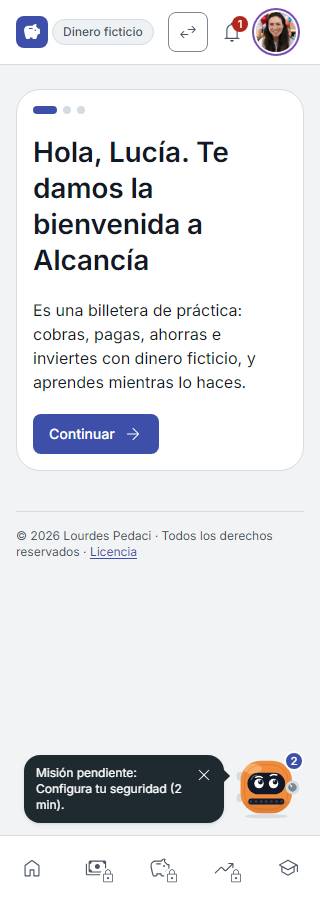 Dinero ficticio
1
Hola, Lucía. Te
damos la
bienvenida a
Alcancía
Es una billetera de práctica:
cobras, pagas, ahorras e
inviertes con dinero ficticio, y
aprendes mientras lo haces.
Continuar
© 2026 Lourdes Pedaci · Todos los derechos
reservados · Licencia
Misión pendiente:
Configura tu seguridad (2
min).
2